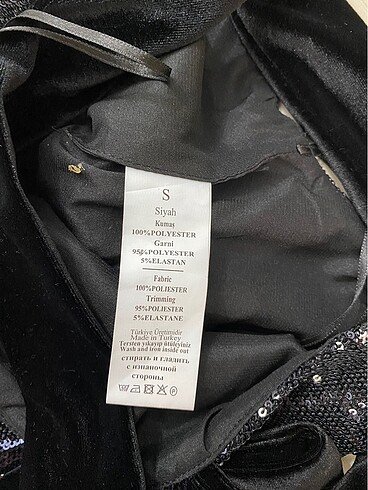 S
Siyah
Kumaş
100%POLYESTER
Garni
95%POLYESTER
5%ELASTAN
Fabric
100%POLIESTER
Trimming
95%POLIESTER
5%ELASTANE
Türkiye Üretimidir
Made in Turkey
Tersten yıkayıp ütüleyiniz
Wash and Iron inside out
стирать и гладить
с изнаночной
стороны